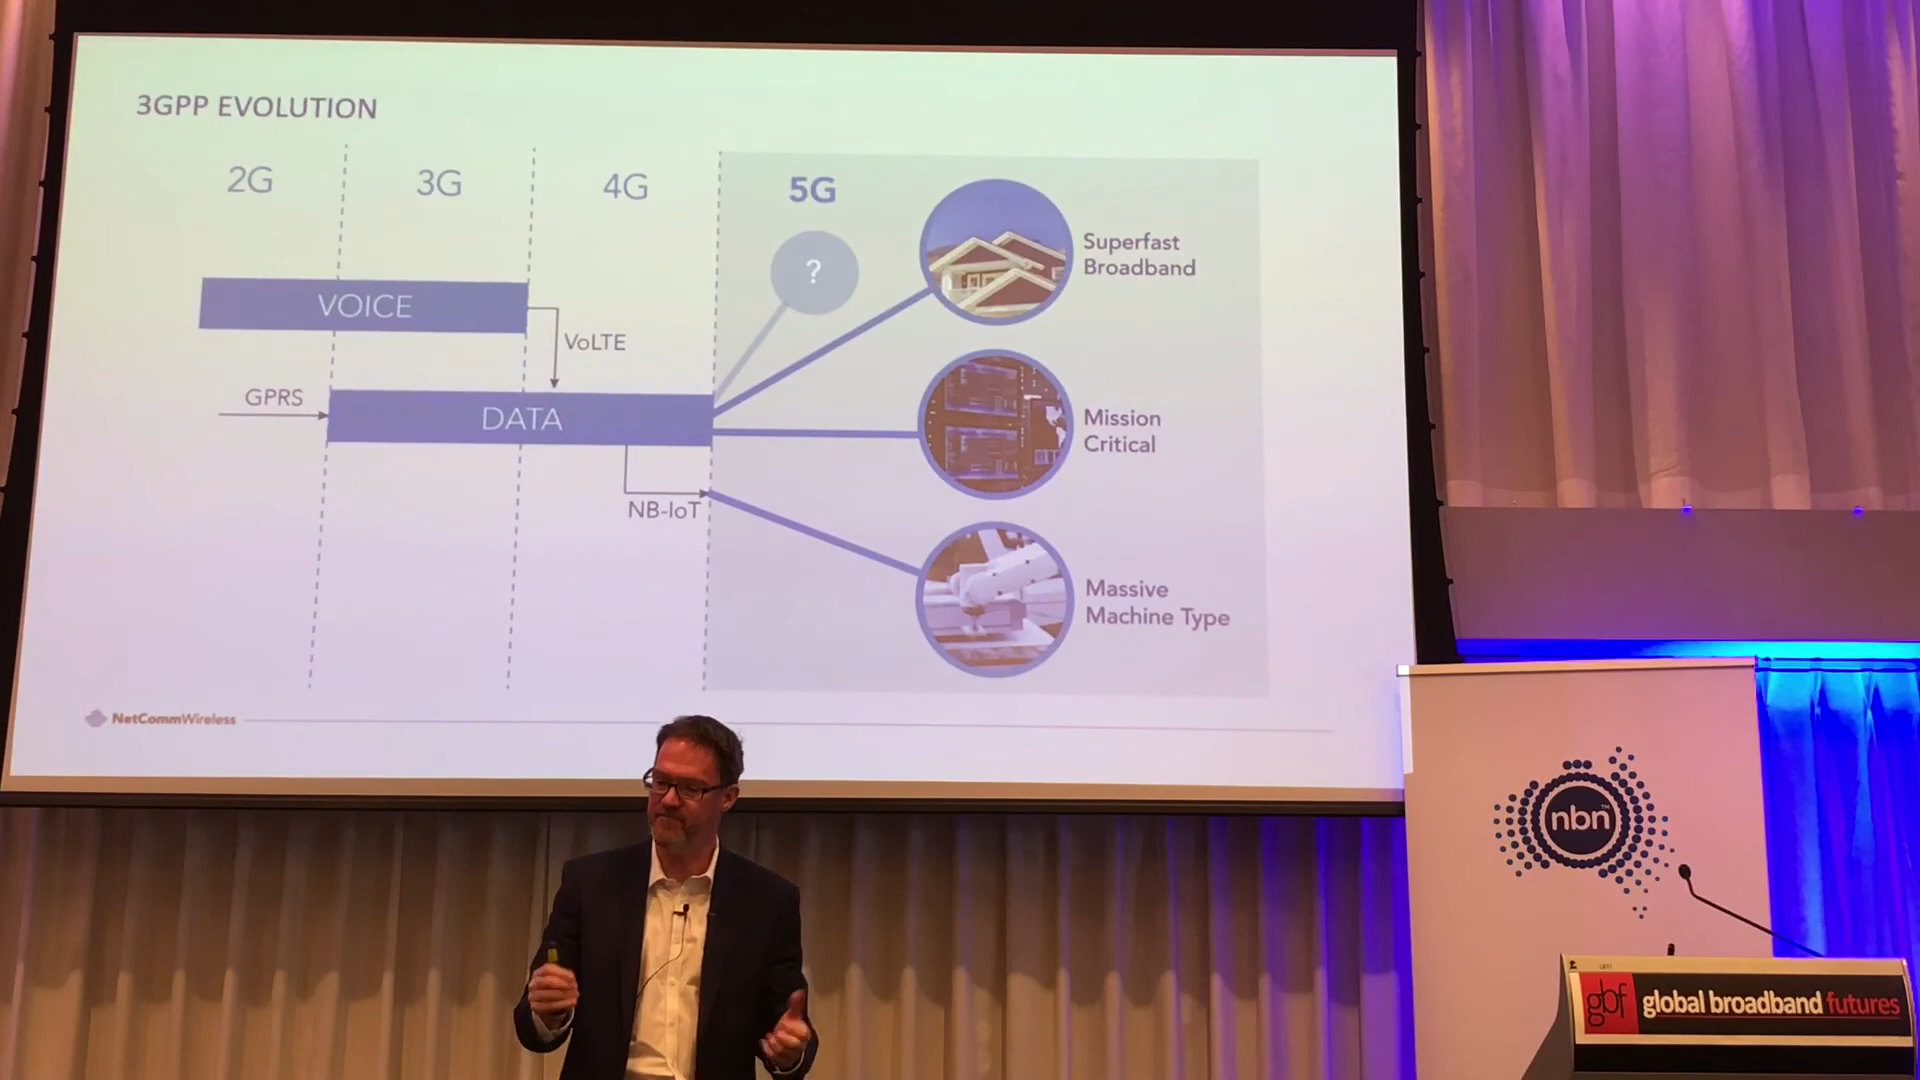 3GPP EVOLUTION
2G
3G
4G
5G
?
Superfast
Broadband
VOICE
VoLTE
GPRS
DATA
Mission
Critical
NB-IoT
Massive
Machine Type
NetCommWireless
nbn™
gbf global broadband futures